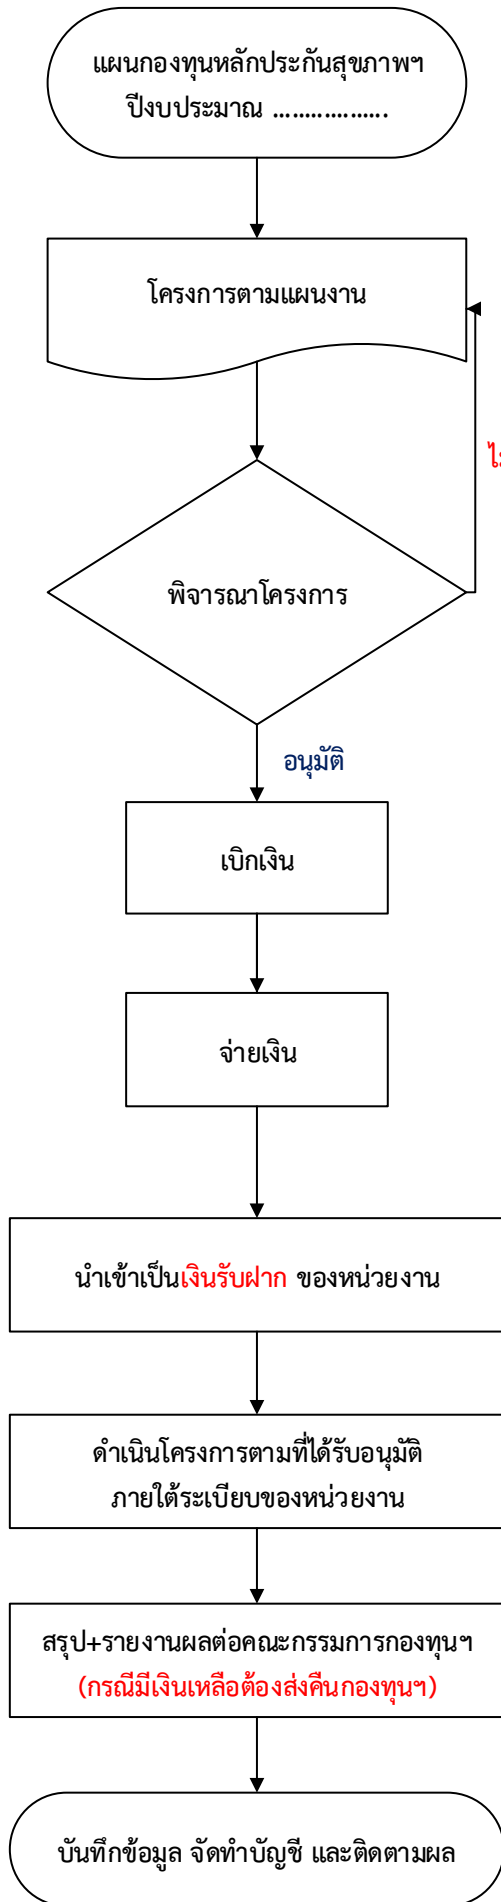 แผนกองทุนหลักประกันสุขภาพฯ
ปีงบประมาณ ..................
โครงการตามแผนงาน
พิจารณาโครงการ
อนุมัติ
เบิกเงิน
จ่ายเงิน
นำเข้าเป็นเงินรับฝาก ของหน่วยงาน
ดำเนินโครงการตามที่ได้รับอนุมัติ
ภายใต้ระเบียบของหน่วยงาน
สรุป+รายงานผลต่อคณะกรรมการกองทุนฯ
(กรณีมีเงินเหลือต้องส่งคืนกองทุนฯ)
บันทึกข้อมูล จัดทำบัญชี และติดตามผล